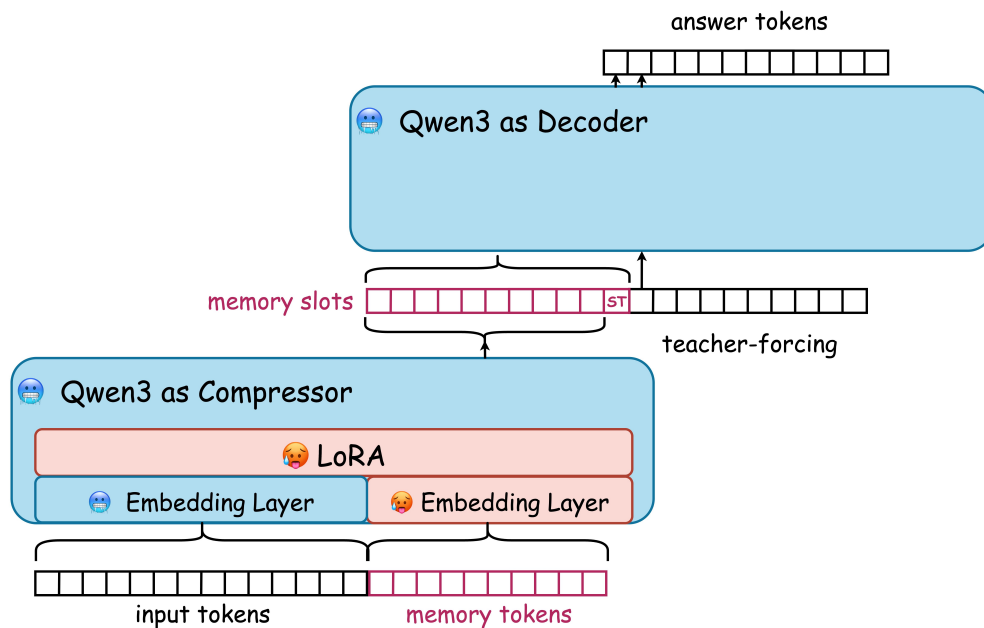 answer tokens
Qwen3 as Decoder
memory slots
ST
teacher-forcing
Qwen3 as Compressor
LoRA
Embedding Layer
Embedding Layer
input tokens
memory tokens